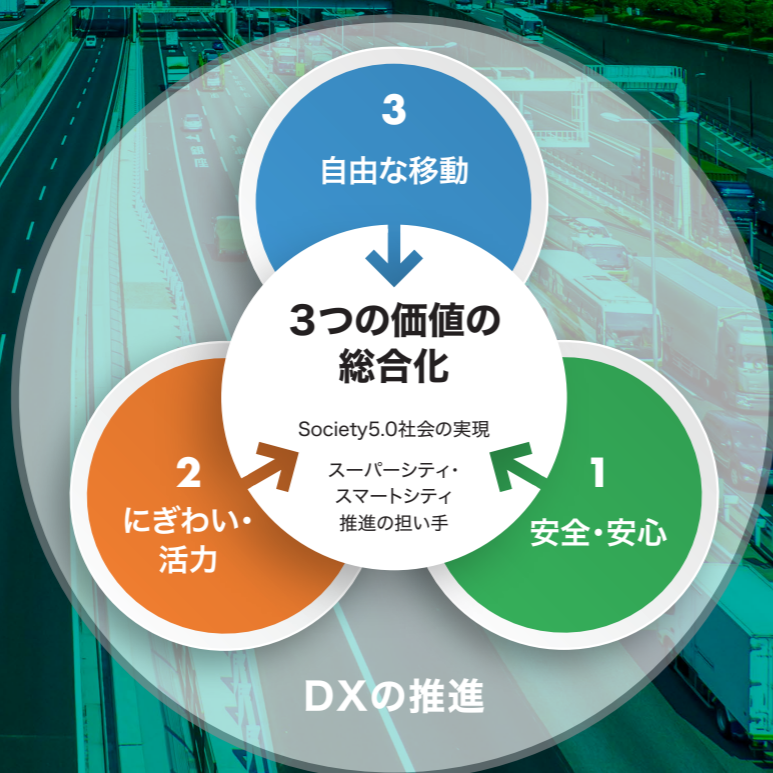 3
自由な移動
3つの価値の
総合化
Society5.0社会の実現
スーパーシティ・
スマートシティ
推進の担い手
2
にぎわい・
活力
1
安全・安心
DXの推進